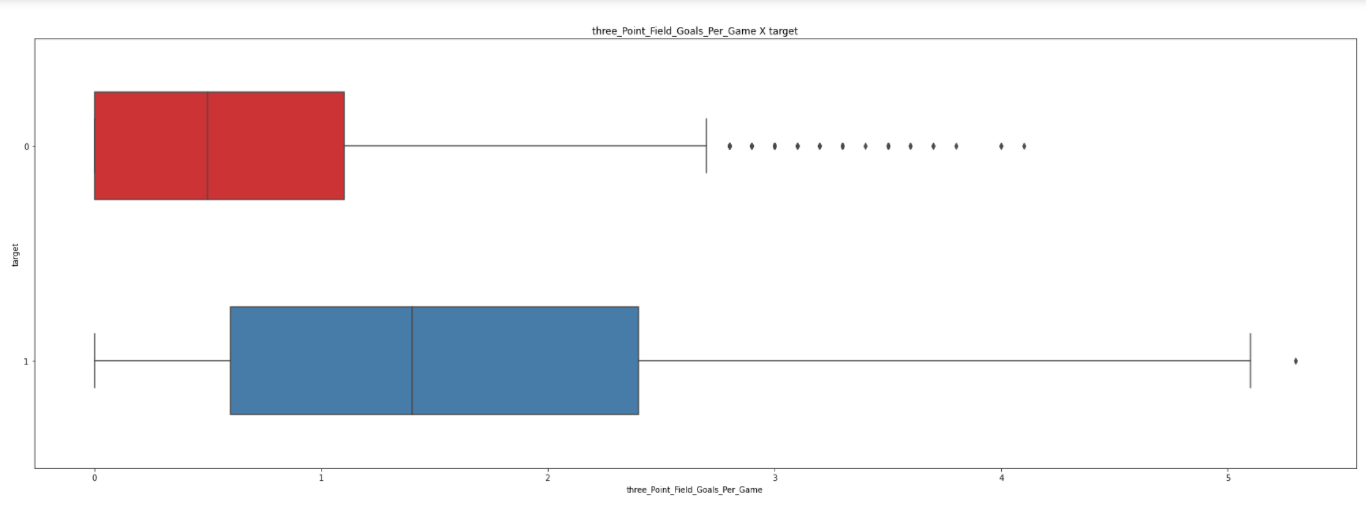 three_Point_Field_Goals_Per_Game X target
0
target
1
0 1 2 3 4 5
three_Point_Field_Goals_Per_Game